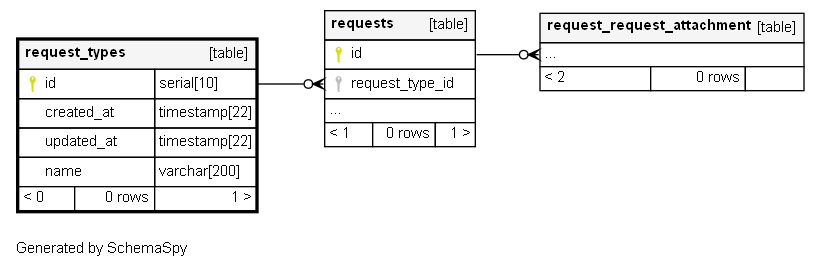 request_types [table]
id serial[10]
created_at timestamp[22]
updated_at timestamp[22]
name varchar[200]
< 0 0 rows 1 >
requests [table]
id
request_type_id
...
< 1 0 rows 1 >
request_request_attachment [table]
...
< 2 0 rows
Generated by SchemaSpy